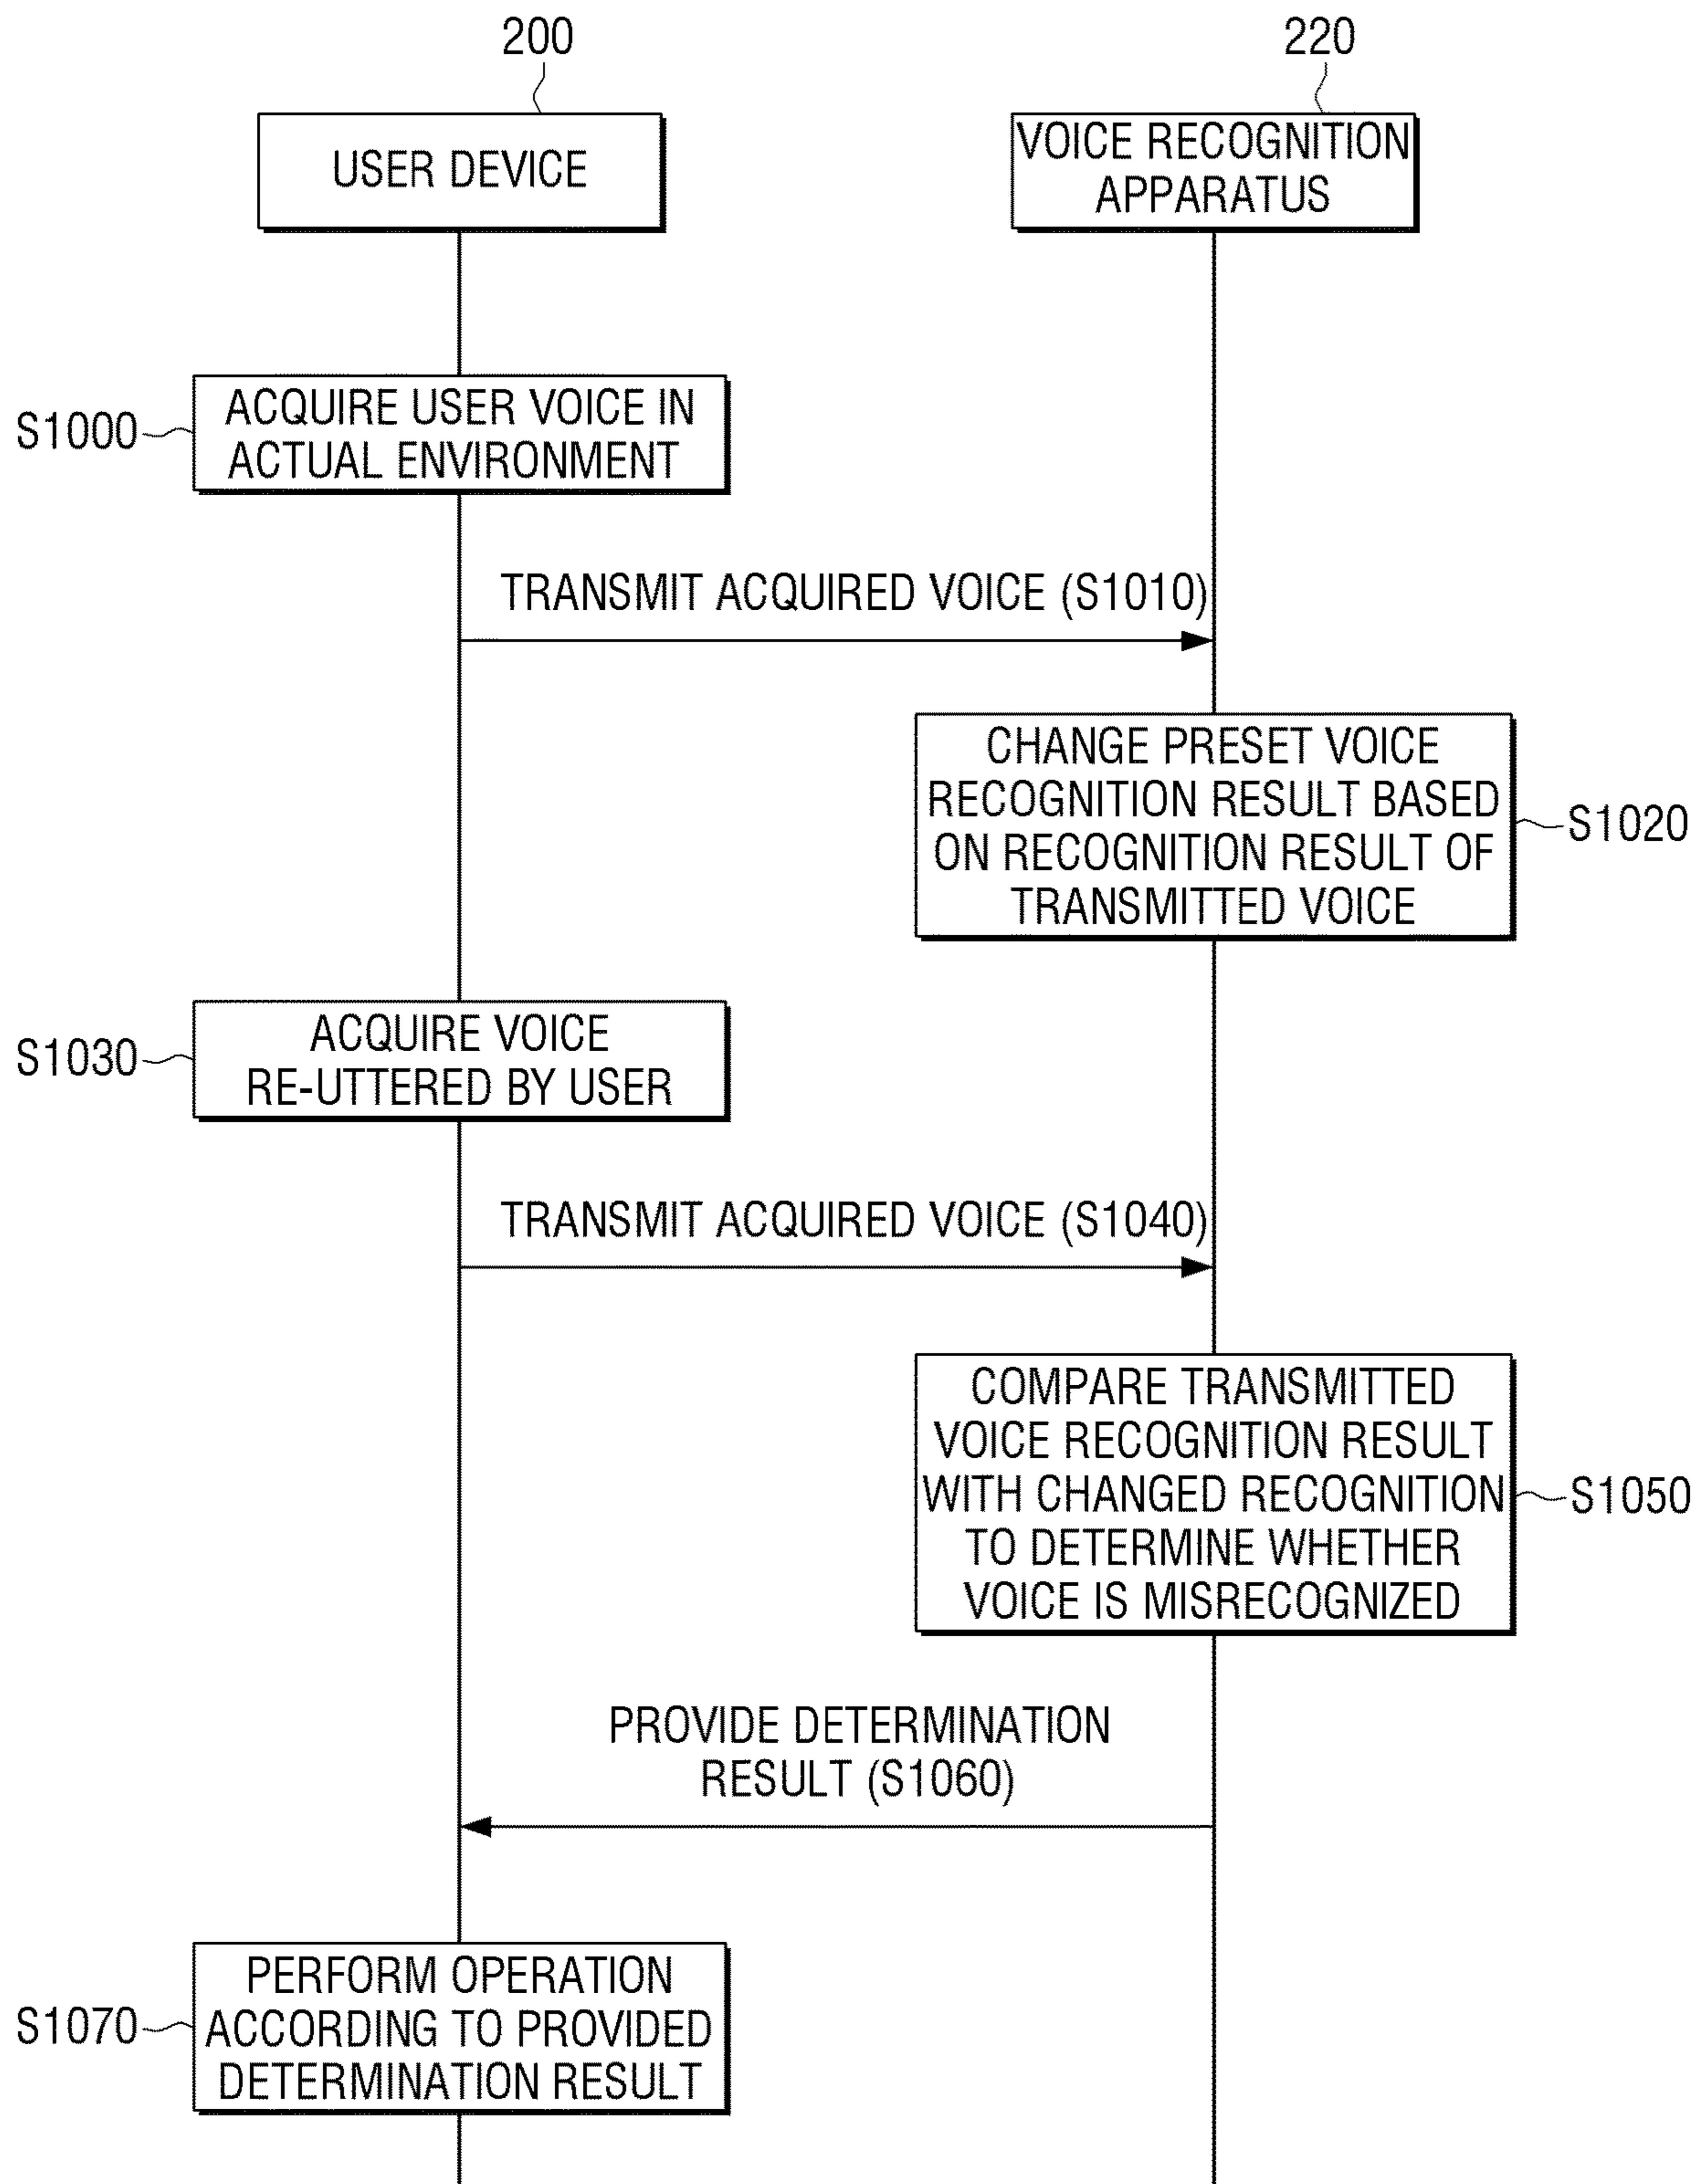 200
220
USER DEVICE
VOICE RECOGNITION
APPARATUS
S1000
ACQUIRE USER VOICE IN
ACTUAL ENVIRONMENT
TRANSMIT ACQUIRED VOICE (S1010)
CHANGE PRESET VOICE
RECOGNITION RESULT BASED
ON RECOGNITION RESULT OF
TRANSMITTED VOICE
S1020
S1030
ACQUIRE VOICE
RE-UTTERED BY USER
TRANSMIT ACQUIRED VOICE (S1040)
COMPARE TRANSMITTED
VOICE RECOGNITION RESULT
WITH CHANGED RECOGNITION
TO DETERMINE WHETHER
VOICE IS MISRECOGNIZED
S1050
PROVIDE DETERMINATION
RESULT (S1060)
S1070
PERFORM OPERATION
ACCORDING TO PROVIDED
DETERMINATION RESULT